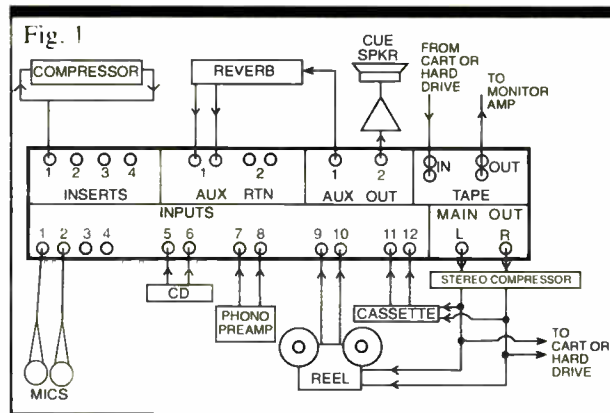 Fig. 1
COMPRESSOR
REVERB
CUE
SPKR
FROM
CART OR
HARD
DRIVE
TO
MONITOR
AMP
1 2 3 4
INSERTS
1 2
AUX RTN
1 2
AUX OUT
IN OUT
TAPE
INPUTS
MAIN OUT
1 2 3 4 5 6 7 8 9 10 11 12
L R
STEREO COMPRESSOR
CD
PHONO
PREAMP
CASSETTE
REEL
MICS
TO
CART OR
HARD
DRIVE